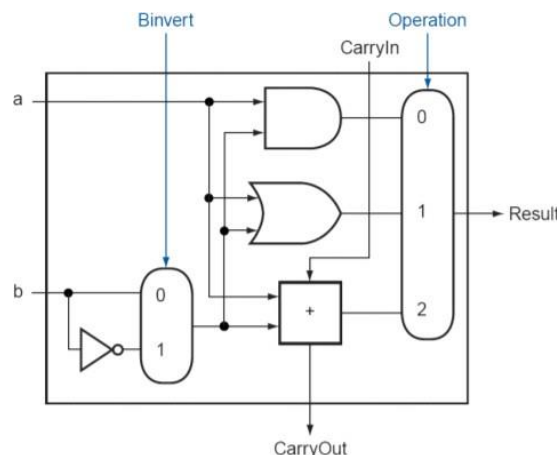 Binvert
Operation
CarryIn
a
0
1
Result
b
0
+
2
1
CarryOut